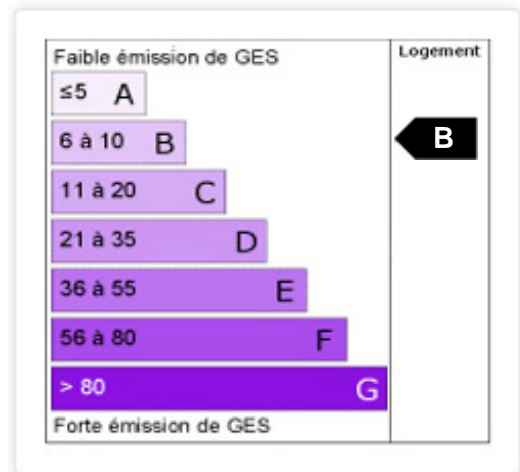 Faible émission de GES
Logement
≤5 A
6 à 10 B
B
11 à 20 C
21 à 35 D
36 à 55 E
56 à 80 F
> 80 G
Forte émission de GES